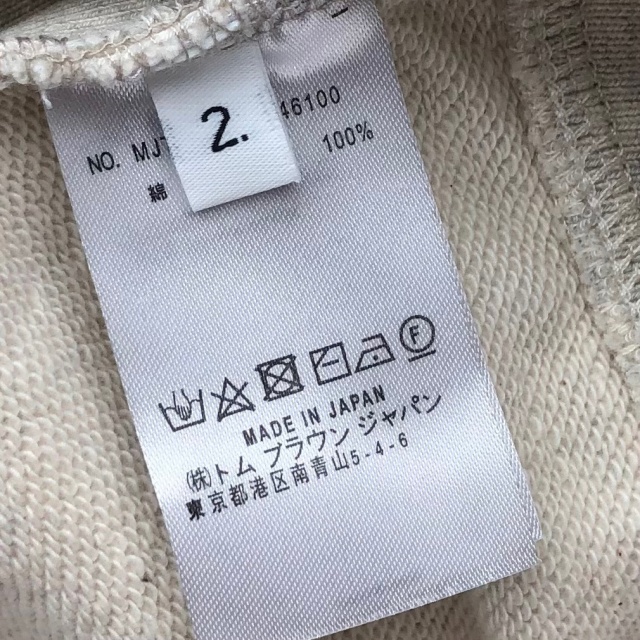 2.
NO. MJ 46100
綿 100%
F
MADE IN JAPAN
㈱トム ブラウン ジャパン
東京都港区南青山5-4-6